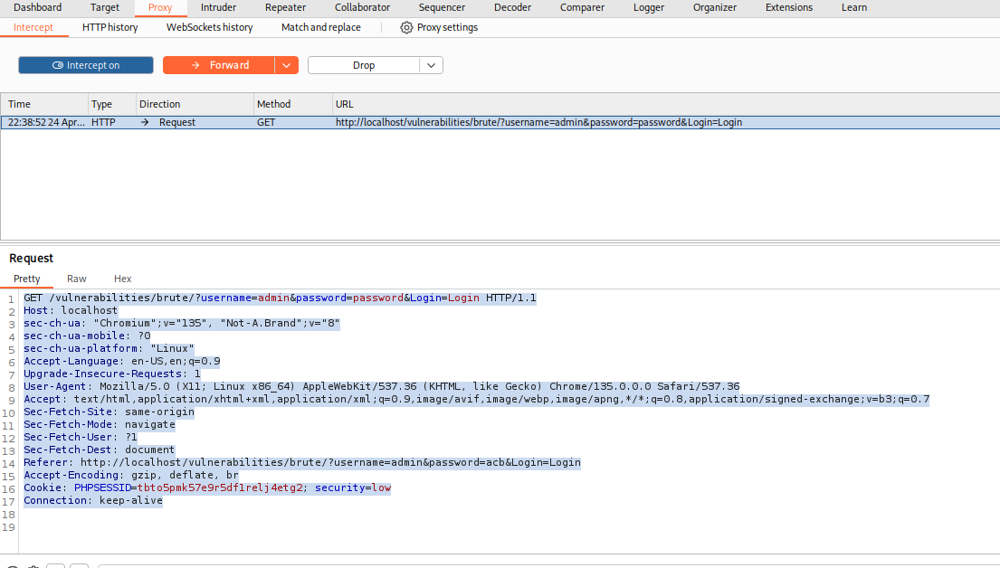 Dashboard Target Proxy Intruder Repeater Collaborator Sequencer Decoder Comparer Logger Organizer Extensions Learn
Intercept HTTP history WebSockets history Match and replace Proxy settings
Intercept on Forward Drop
Time Type Direction Method URL
22:38:52 24 Apr... HTTP → Request GET http://localhost/vulnerabilities/brute/?username=admin&password=password&Login=Login
Request
Pretty Raw Hex
1 GET /vulnerabilities/brute/?username=admin&password=password&Login=Login HTTP/1.1
2 Host: localhost
3 sec-ch-ua: "Chromium";v="135", "Not-A.Brand";v="8"
4 sec-ch-ua-mobile: ?0
5 sec-ch-ua-platform: "Linux"
6 Accept-Language: en-US,en;q=0.9
7 Upgrade-Insecure-Requests: 1
8 User-Agent: Mozilla/5.0 (X11; Linux x86_64) AppleWebKit/537.36 (KHTML, like Gecko) Chrome/135.0.0.0 Safari/537.36
9 Accept: text/html,application/xhtml+xml,application/xml;q=0.9,image/avif,image/webp,image/apng,*/*;q=0.8,application/signed-exchange;v=b3;q=0.7
10 Sec-Fetch-Site: same-origin
11 Sec-Fetch-Mode: navigate
12 Sec-Fetch-User: ?1
13 Sec-Fetch-Dest: document
14 Referer: http://localhost/vulnerabilities/brute/?username=admin&password=acb&Login=Login
15 Accept-Encoding: gzip, deflate, br
16 Cookie: PHPSESSID=tbto5pmk57e9r5df1relj4etg2; security=low
17 Connection: keep-alive
18
19